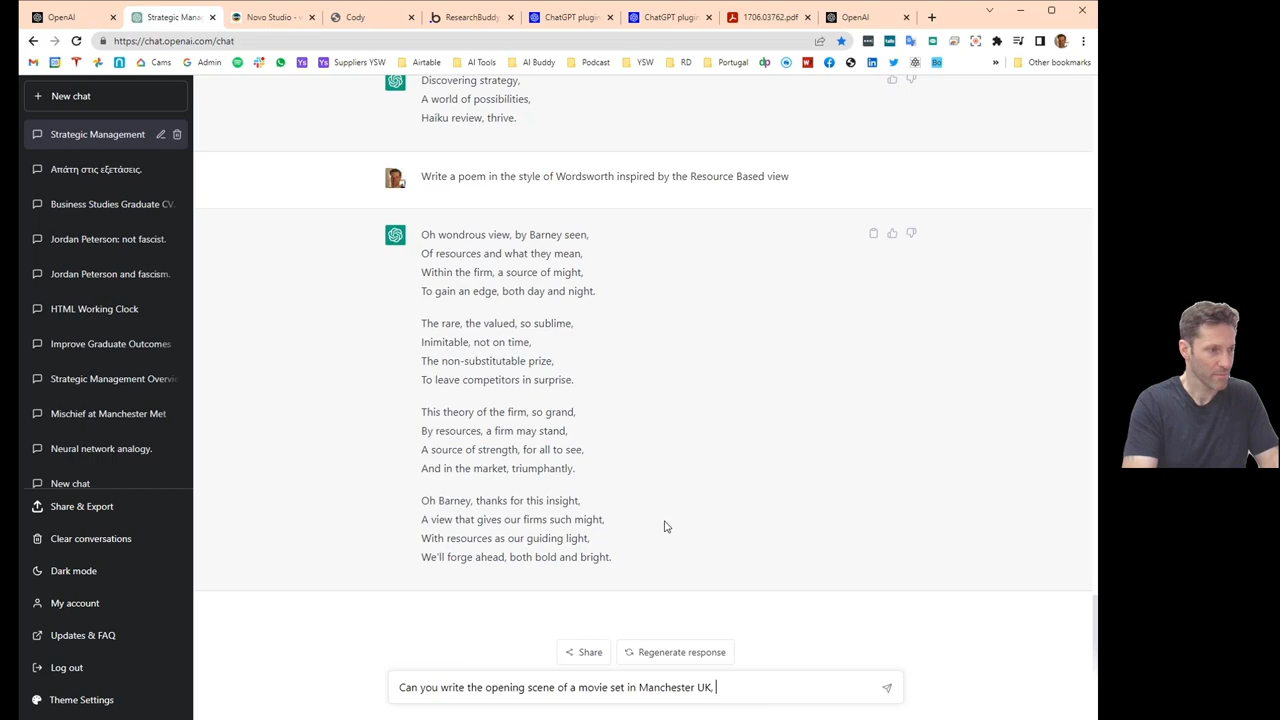 OpenAI
Strategic Mana
Novo Studio - v
Cody
ResearchBuddy
ChatGPT plugin
ChatGPT plugin
1706.03762.pdf
OpenAI
https://chat.openai.com/chat
Cams
Admin
Suppliers YSW
Airtable
AI Tools
AI Buddy
Podcast
YSW
RD
Portugal
Other bookmarks
New chat
Strategic Management
Απάτη στις εξετάσεις.
Business Studies Graduate CV.
Jordan Peterson: not fascist.
Jordan Peterson and fascism.
HTML Working Clock
Improve Graduate Outcomes
Strategic Management Overvi
Mischief at Manchester Met
Neural network analogy.
New chat
Share & Export
Clear conversations
Dark mode
My account
Updates & FAQ
Log out
Theme Settings
Discovering strategy,
A world of possibilities,
Haiku review, thrive.
Write a poem in the style of Wordsworth inspired by the Resource Based view
Oh wondrous view, by Barney seen,
Of resources and what they mean,
Within the firm, a source of might,
To gain an edge, both day and night.
The rare, the valued, so sublime,
Inimitable, not on time,
The non-substitutable prize,
To leave competitors in surprise.
This theory of the firm, so grand,
By resources, a firm may stand,
A source of strength, for all to see,
And in the market, triumphantly.
Oh Barney, thanks for this insight,
A view that gives our firms such might,
With resources as our guiding light,
We'll forge ahead, both bold and bright.
Share
Regenerate response
Can you write the opening scene of a movie set in Manchester UK,